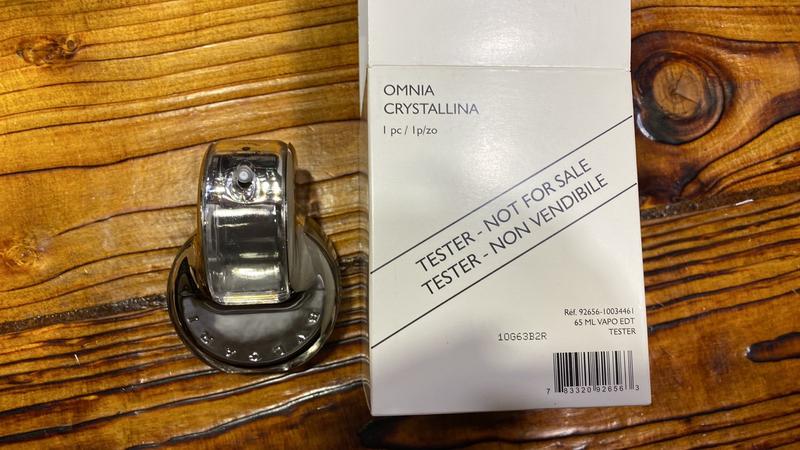 OMNIA
CRYSTALLINA
1 pc / 1p/zo
TESTER - NOT FOR SALE
TESTER - NON VENDIBILE
Réf. 92656-10034461
65 ML VAPO EDT
TESTER
10G63B2R
7 83320 92656 3
BVLGARI